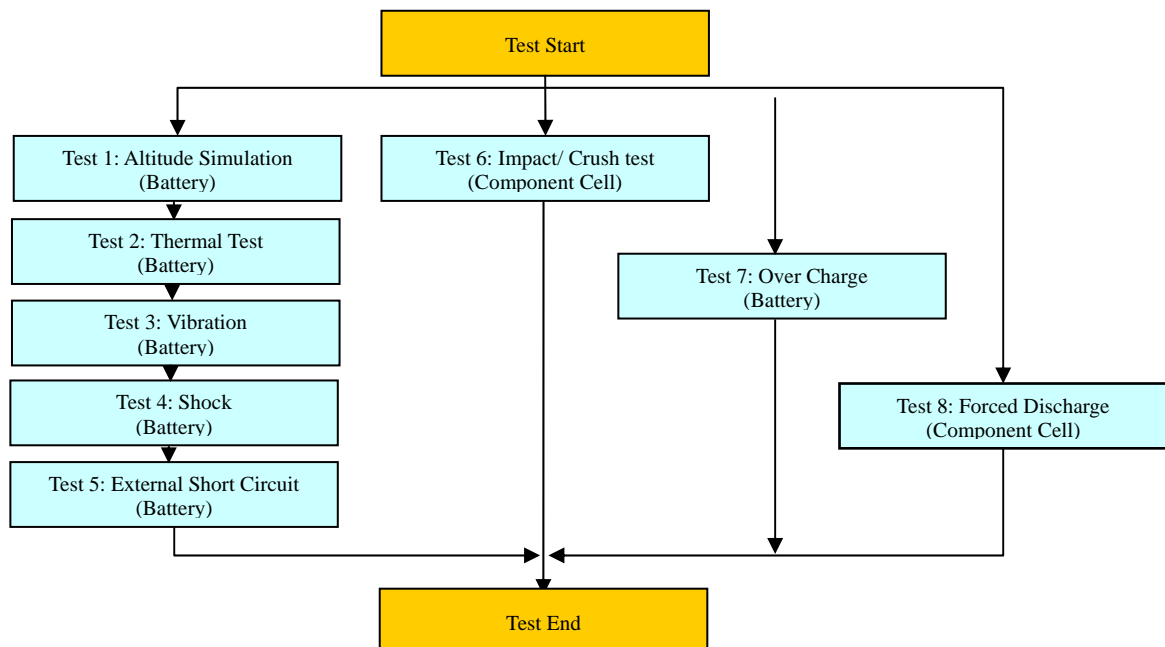 Test Start
Test 1: Altitude Simulation
(Battery)
Test 6: Impact/ Crush test
(Component Cell)
Test 2: Thermal Test
(Battery)
Test 7: Over Charge
(Battery)
Test 3: Vibration
(Battery)
Test 4: Shock
(Battery)
Test 8: Forced Discharge
(Component Cell)
Test 5: External Short Circuit
(Battery)
Test End